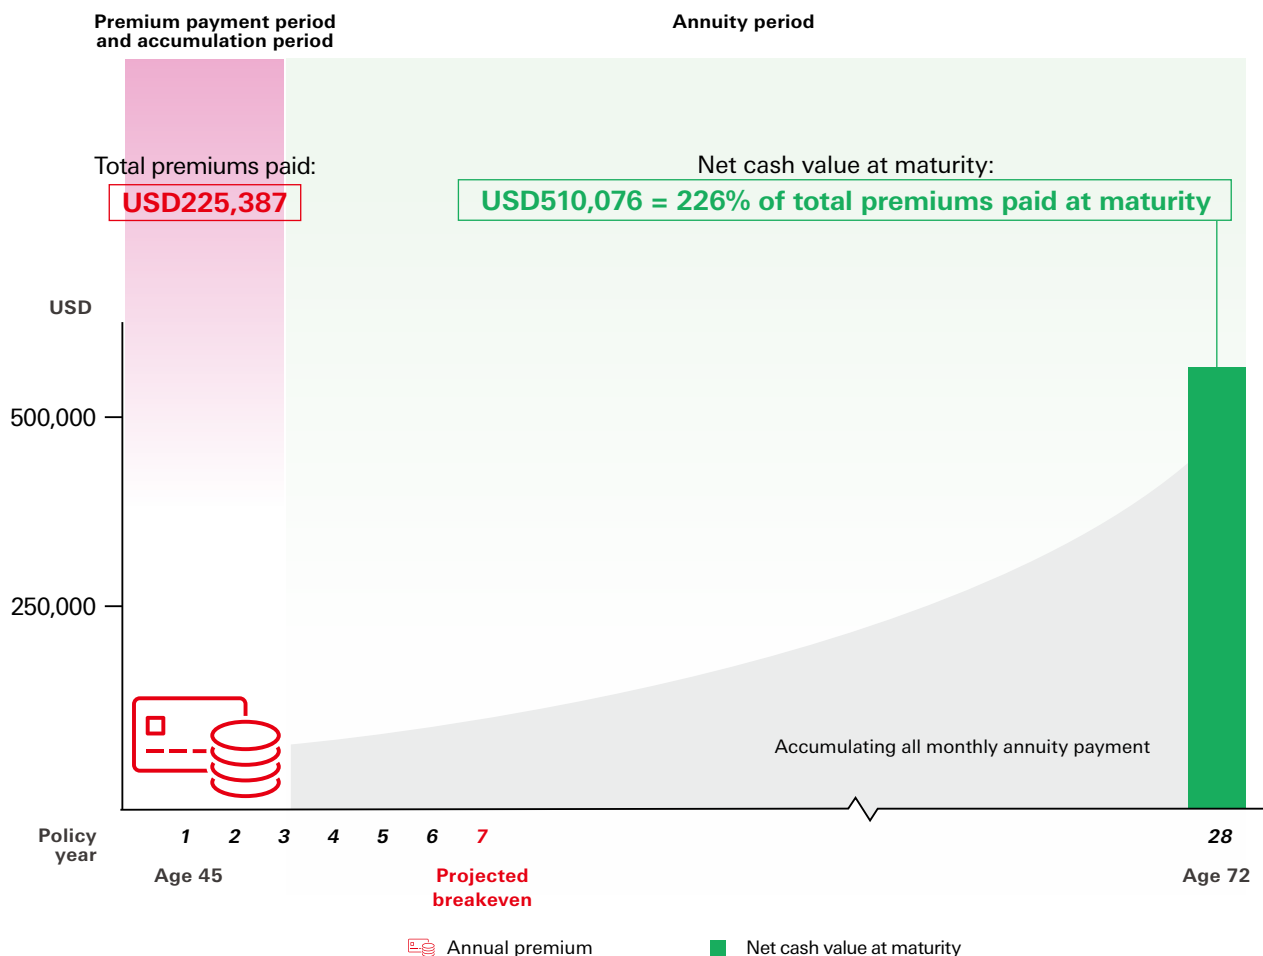 Premium payment period
and accumulation period
Annuity period
Total premiums paid:
USD225,387
Net cash value at maturity:
USD510,076 = 226% of total premiums paid at maturity
USD
500,000
250,000
Accumulating all monthly annuity payment
Policy
year
1 2 3 4 5 6 7 28
Age 45
Projected
breakeven
Age 72
Annual premium
Net cash value at maturity